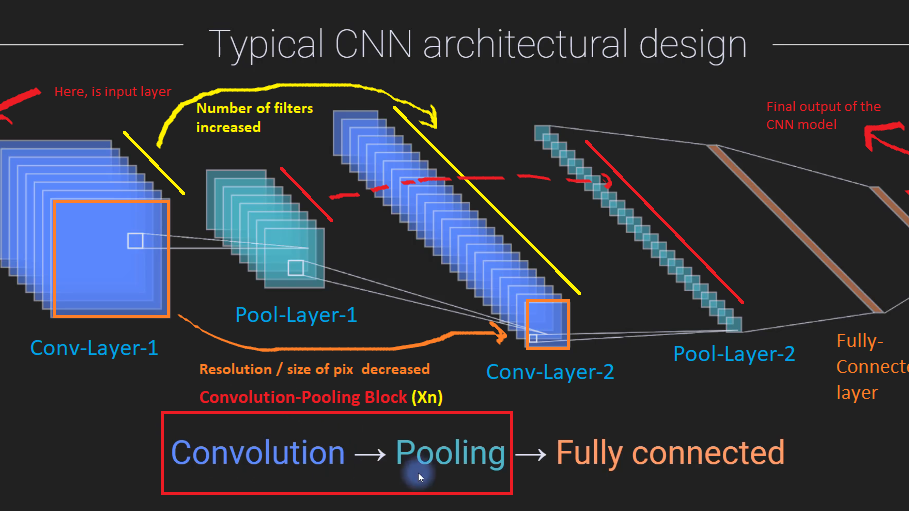 Typical CNN architectural design
Here, is input layer
Number of filters
increased
Final output of the
CNN model
Pool-Layer-1
Conv-Layer-1
Pool-Layer-2
Conv-Layer-2
Fully-
Connecte
layer
Resolution / size of pix decreased
Convolution-Pooling Block (Xn)
Convolution → Pooling → Fully connected